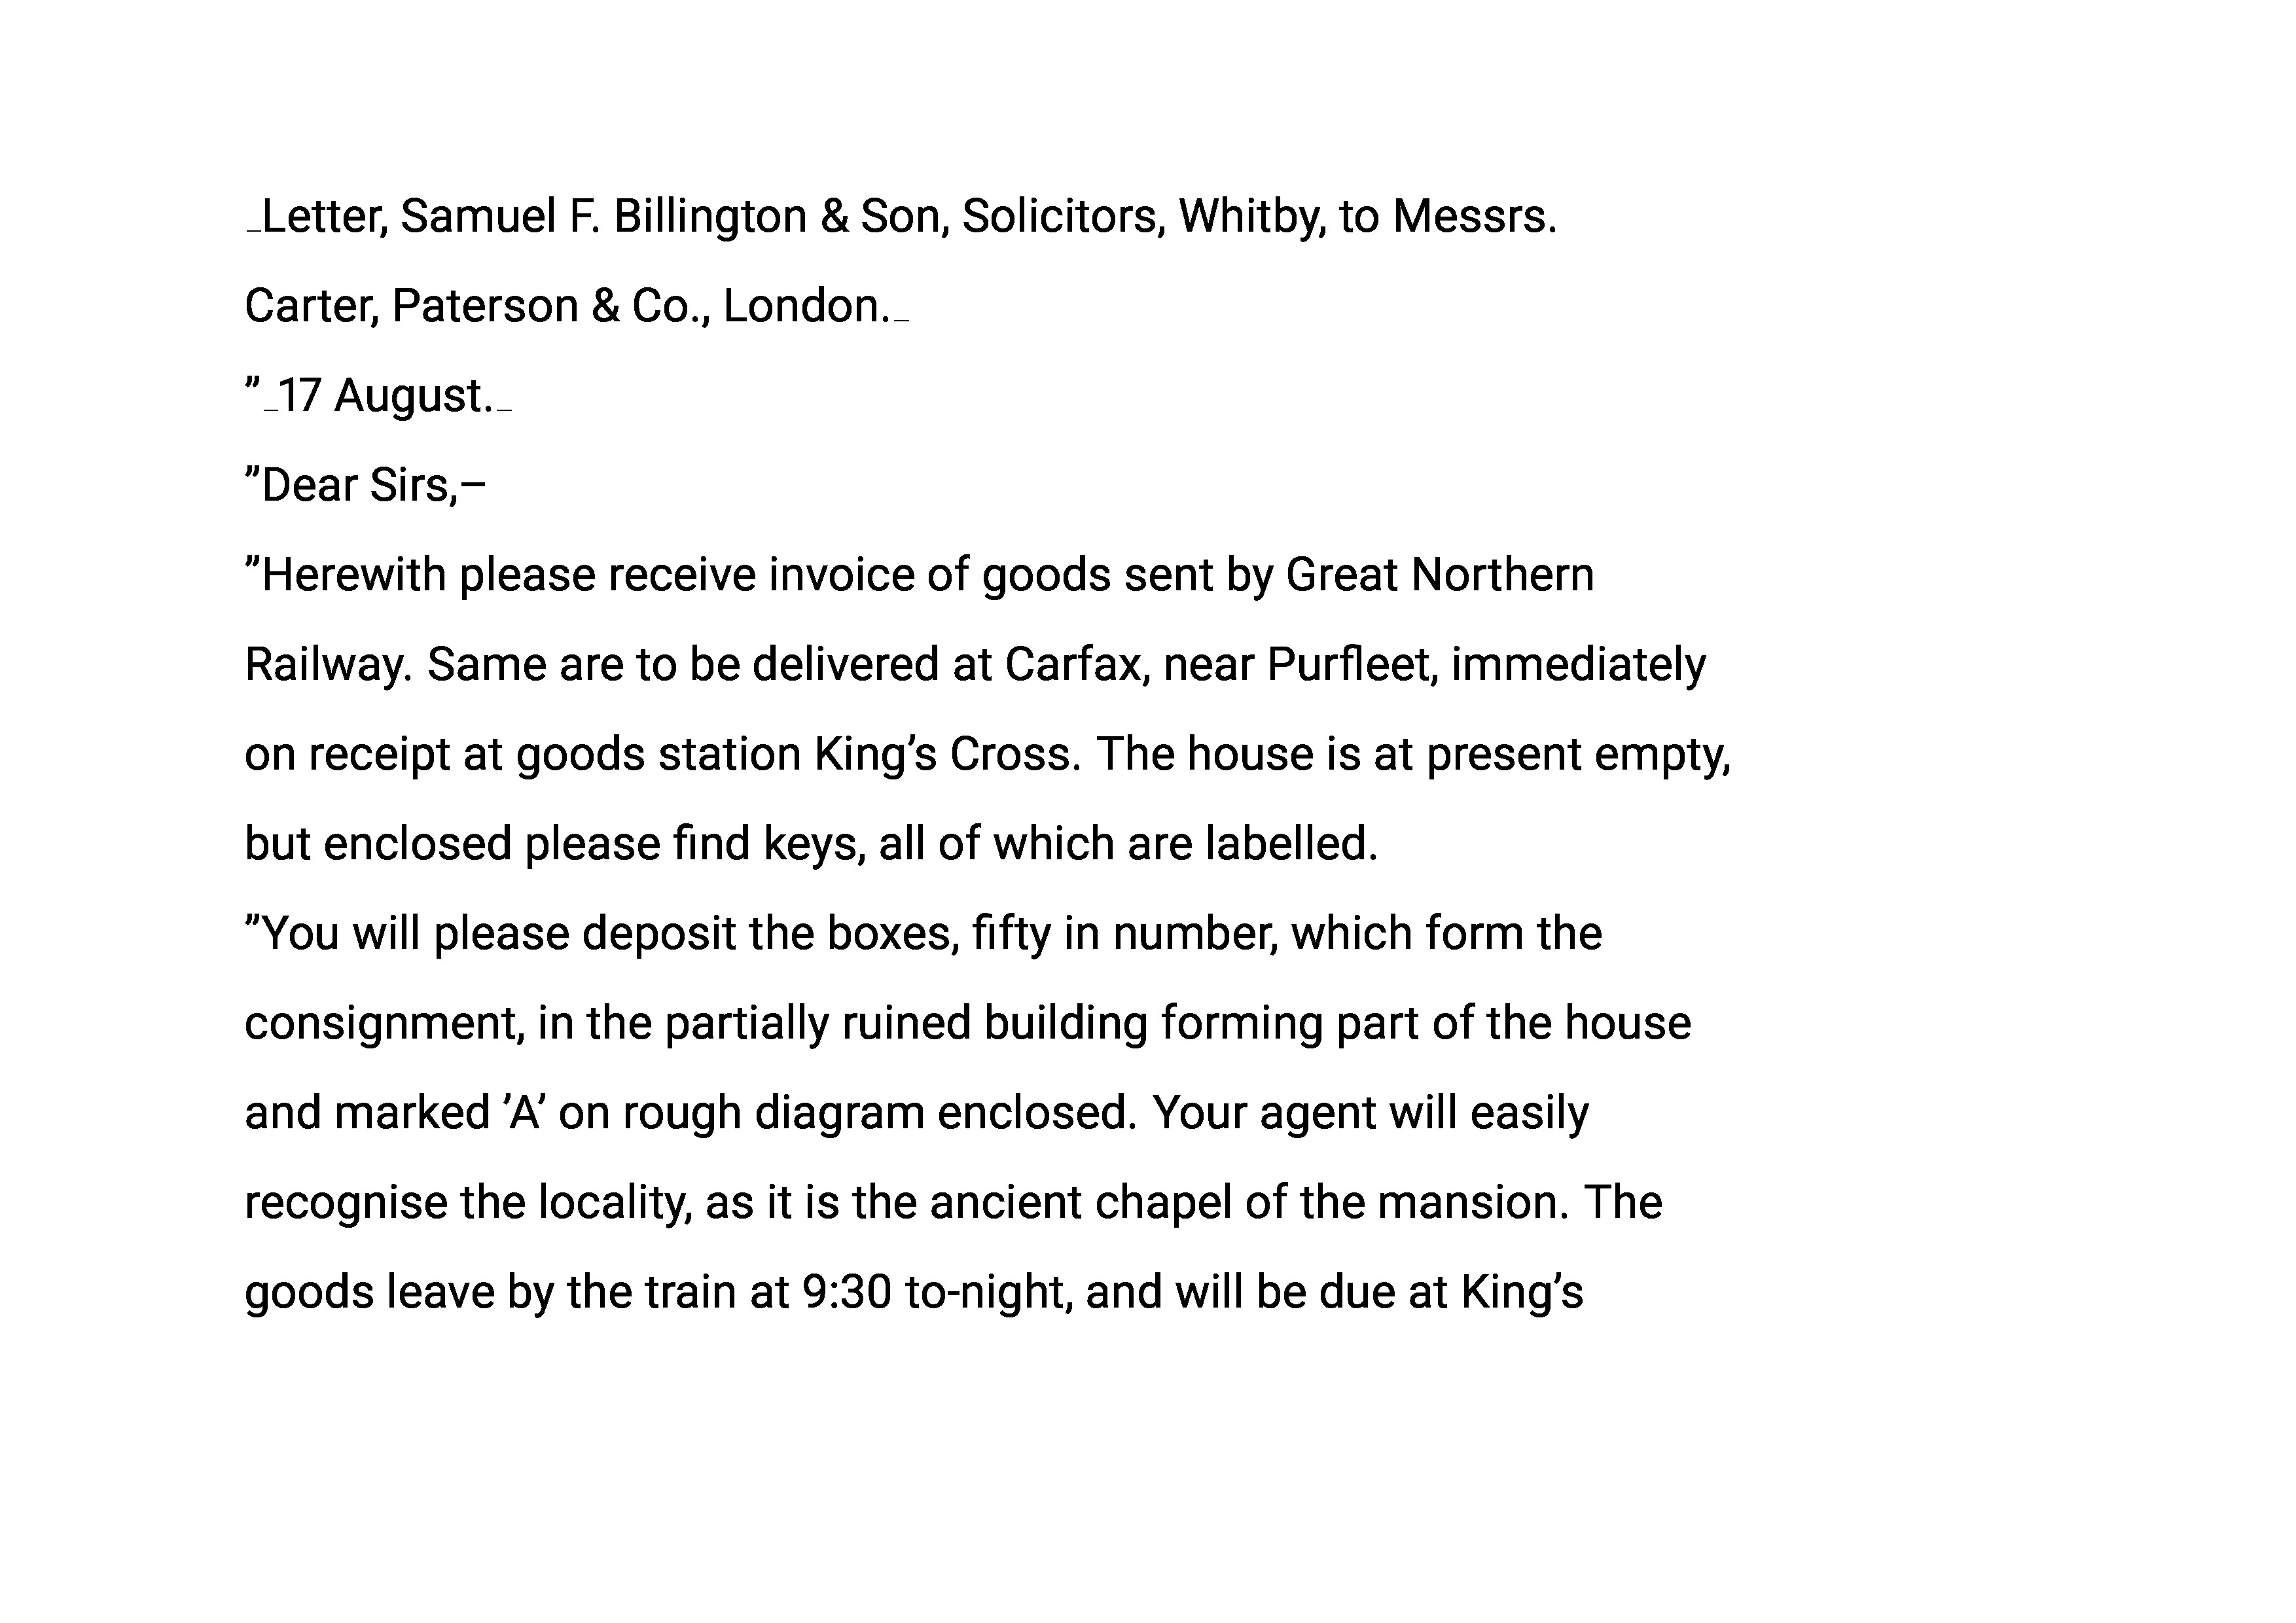 _Letter, Samuel F. Billington & Son, Solicitors, Whitby, to Messrs.
Carter, Paterson & Co., London._
”_17 August._
”Dear Sirs,–
”Herewith please receive invoice of goods sent by Great Northern
Railway. Same are to be delivered at Carfax, near Purfleet, immediately
on receipt at goods station King’s Cross. The house is at present empty,
but enclosed please find keys, all of which are labelled.
”You will please deposit the boxes, fifty in number, which form the
consignment, in the partially ruined building forming part of the house
and marked ’A’ on rough diagram enclosed. Your agent will easily
recognise the locality, as it is the ancient chapel of the mansion. The
goods leave by the train at 9:30 to-night, and will be due at King’s